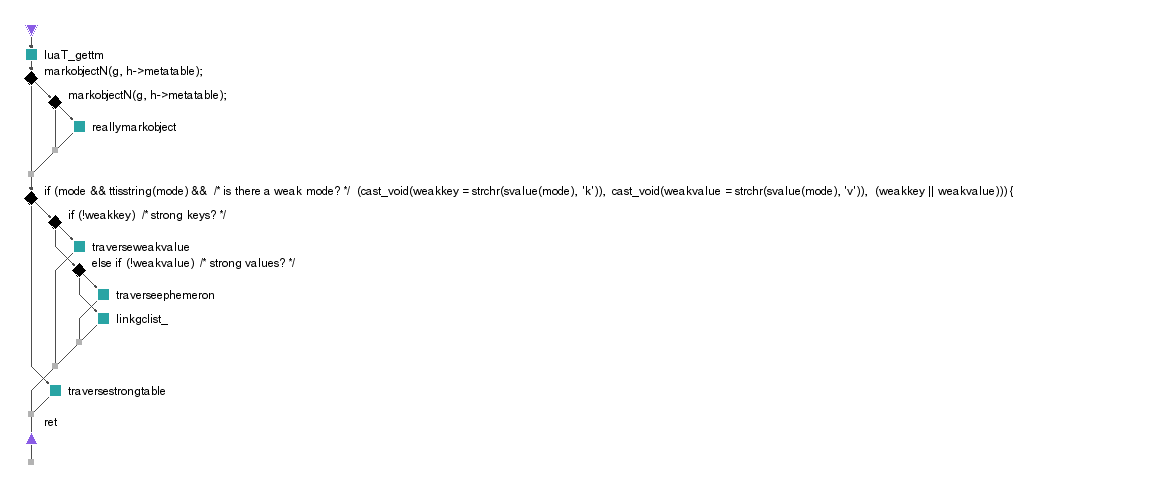 luaT_gettm
markobjectN(g, h->metatable);
markobjectN(g, h->metatable);
reallymarkobject
if (mode && ttisstring(mode) && /* is there a weak mode? */ (cast_void(weakkey = strchr(svalue(mode), 'k')), cast_void(weakvalue = strchr(svalue(mode), 'v')), (weakkey || weakvalue))) {
if (!weakkey) /* strong keys? */
traverseweakvalue
else if (!weakvalue) /* strong values? */
traverseephemeron
linkgclist_
traversestrongtable
ret